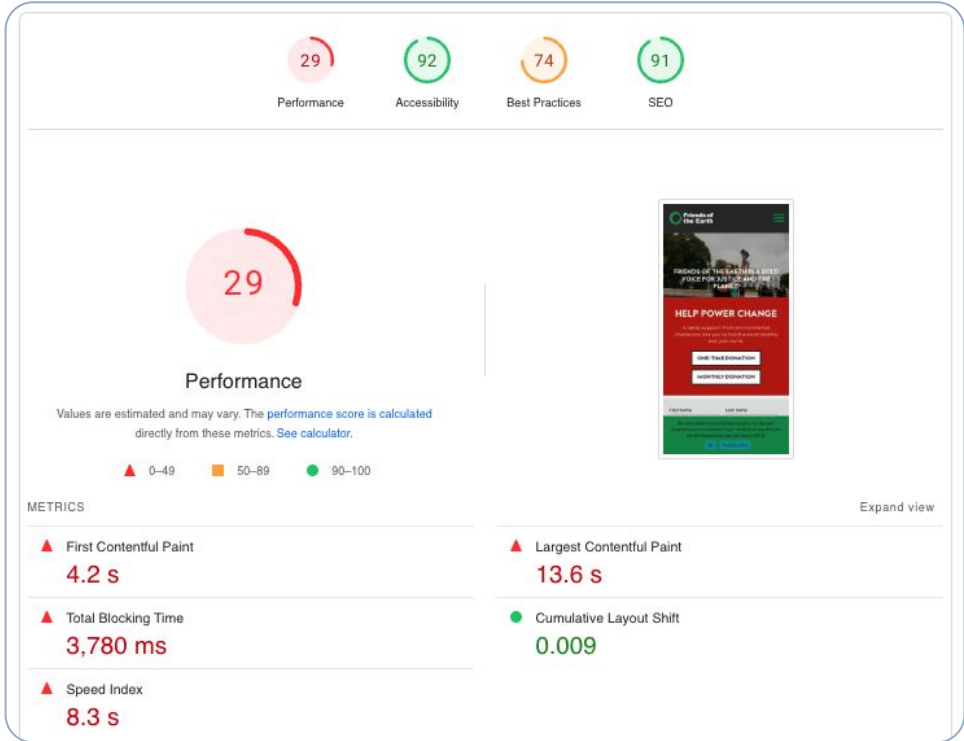 29
92
74
91
Performance
Accessibility
Best Practices
SEO
29
Performance
Values are estimated and may vary. The performance score is calculated
directly from these metrics. See calculator.
0–49
50–89
90–100
Friends of
the Earth
FRIENDS OF THE EARTH IS A BOLD
VOICE FOR JUSTICE AND THE
PLANET
HELP POWER CHANGE
ONE-TIME DONATION
MONTHLY DONATION
First name
Last name
METRICS
Expand view
First Contentful Paint
4.2 s
Largest Contentful Paint
13.6 s
Total Blocking Time
3,780 ms
Cumulative Layout Shift
0.009
Speed Index
8.3 s